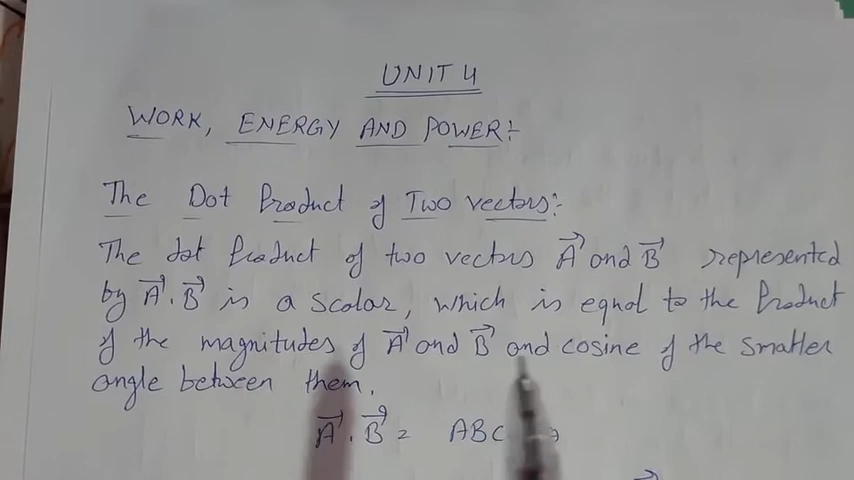 UNIT 4
WORK, ENERGY AND POWER:-
The Dot Product of Two vectors:-
The dot Product of two vectors A⃗ and B⃗ represented
by A⃗.B⃗ is a scalar, which is equal to the Product
of the magnitudes of A⃗ and B⃗ and cosine of the smaller
angle between them.
A⃗.B⃗ = ABC